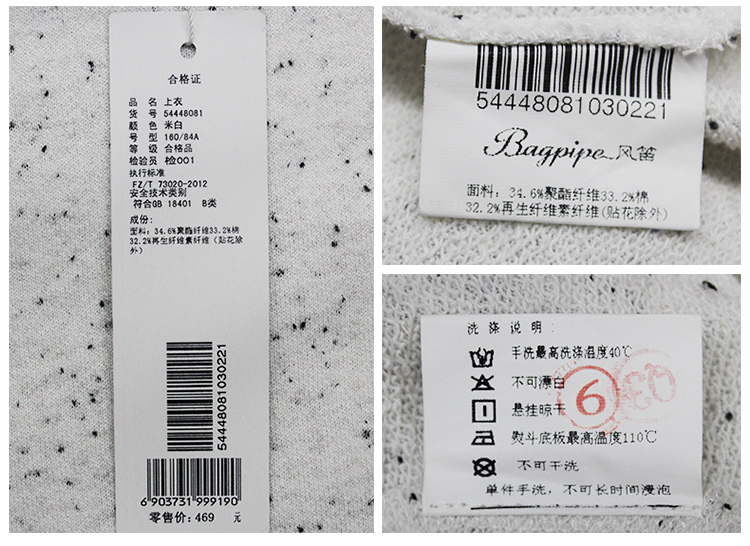 合格证
品 名 上衣
货 号 54448081
颜 色 米白
号 型 160/84A
等 级 合格品
检验员 检001
执行标准
FZ/T 73020-2012
安全技术类别
符合GB 18401 B类
成份:
面料: 34.6%聚酯纤维33.2%棉
32.2%再生纤维素纤维(贴花除
外)
54448081030221
6 903731 999190
零售价: 469 元
54448081030221
Bagpipe 风笛
面料: 34.6%聚酯纤维33.2%棉
32.2%再生纤维素纤维(贴花除外)
洗涤说明:
手洗最高洗涤温度40℃
不可漂白
悬挂晾干
熨斗底板最高温度110℃
不可干洗
单件手洗,不可长时间浸泡
6